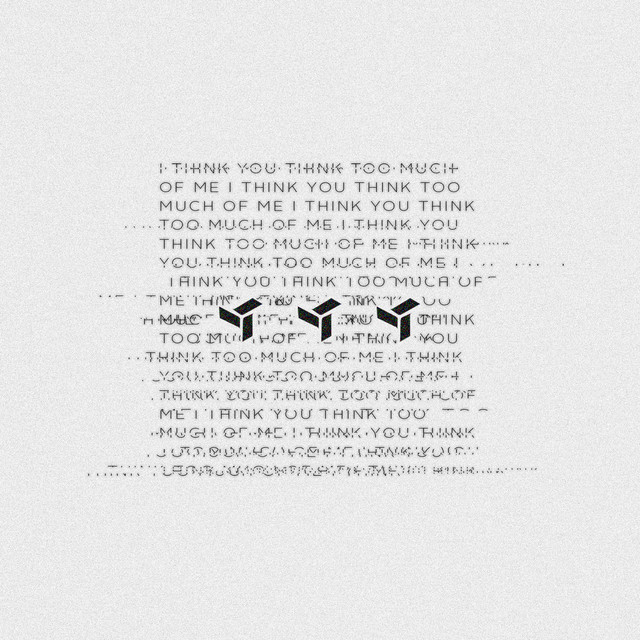 I THINK YOU THINK TOO MUCH
OF ME I THINK YOU THINK TOO
MUCH OF ME I THINK YOU THINK
TOO MUCH OF ME I THINK YOU
THINK TOO MUCH OF ME I THINK
YOU THINK TOO MUCH OF ME I
THINK YOU THINK TOO MUCH OF
ME I THINK YOU
THINK
TOO MUCH OF THINK YOU
THINK TOO MUCH OF ME I THINK
YOU THINK TOO MUCH OF ME I
THINK YOU THINK TOO MUCH OF
ME I THINK YOU THINK TOO
MUCH OF ME I THINK YOU THINK